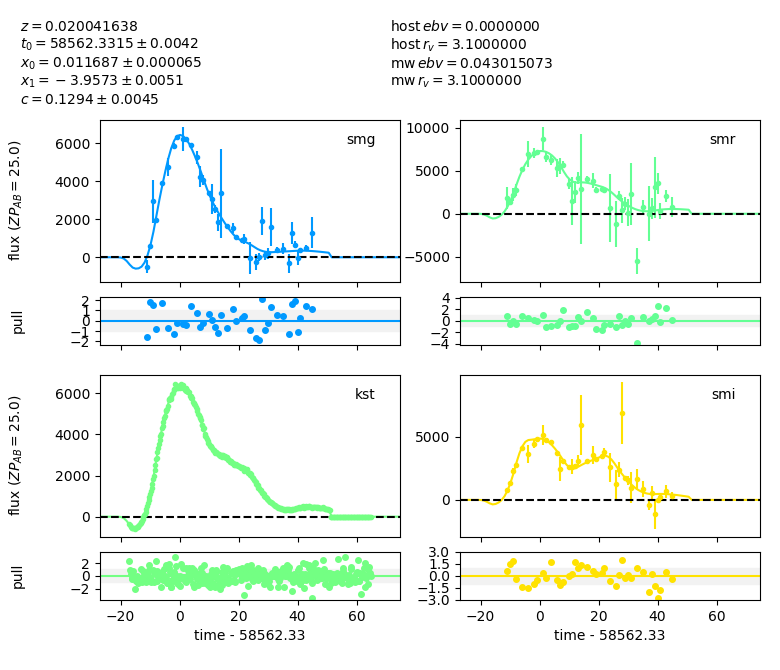 z = 0.020041638
t0 = 58562.3315 ± 0.0042
x0 = 0.011687 ± 0.000065
x1 = −3.9573 ± 0.0051
c = 0.1294 ± 0.0045
host ebv = 0.0000000
host rv = 3.1000000
mw ebv = 0.043015073
mw rv = 3.1000000
flux (ZPAB = 25.0)
6000
4000
2000
0
smg
10000
5000
0
−5000
smr
pull
2
1
0
−1
−2
4
2
0
−2
−4
flux (ZPAB = 25.0)
6000
4000
2000
0
kst
5000
0
smi
pull
2
0
−2
3.0
1.5
0.0
−1.5
−3.0
−20 0 20 40 60
−20 0 20 40 60
time - 58562.33
time - 58562.33